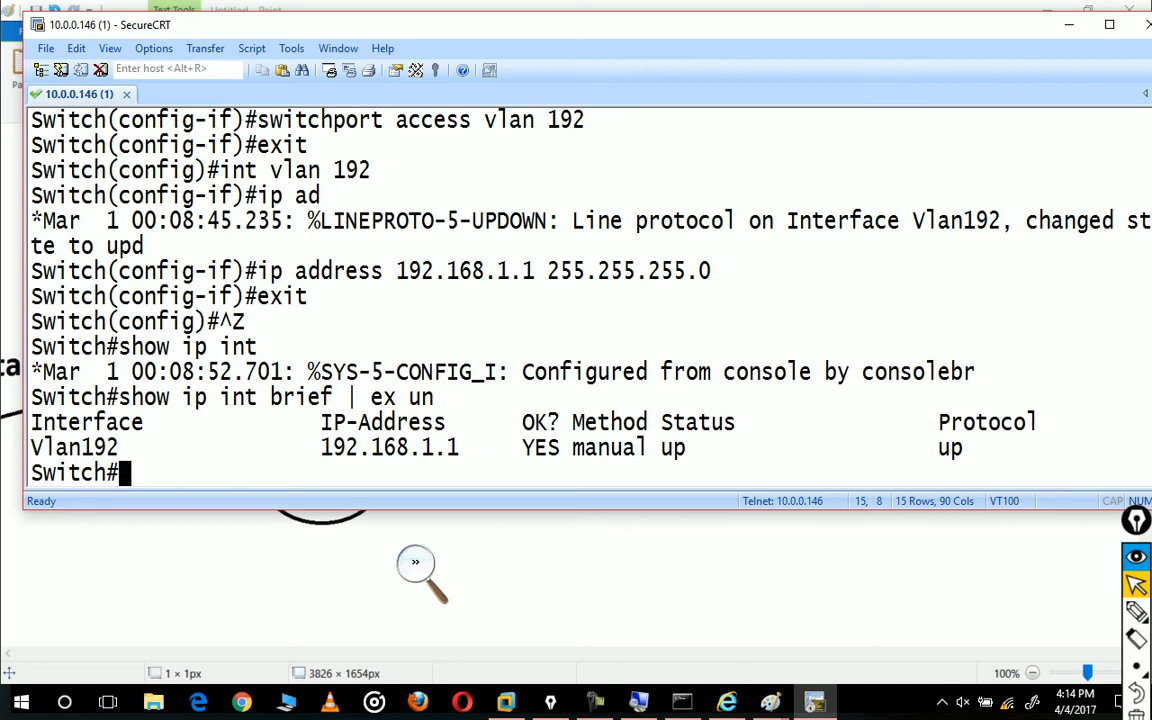 Text Tools Untitled - Paint
10.0.0.146 (1) - SecureCRT
File Edit View Options Transfer Script Tools Window Help
Enter host <Alt+R>
10.0.0.146 (1)
Switch(config-if)#switchport access vlan 192
Switch(config-if)#exit
Switch(config)#int vlan 192
Switch(config-if)#ip ad
*Mar  1 00:08:45.235: %LINEPROTO-5-UPDOWN: Line protocol on Interface Vlan192, changed st
te to upd
Switch(config-if)#ip address 192.168.1.1 255.255.255.0
Switch(config-if)#exit
Switch(config)#^Z
Switch#show ip int
*Mar  1 00:08:52.701: %SYS-5-CONFIG_I: Configured from console by consolebr
Switch#show ip int brief | ex un
Interface IP-Address OK? Method Status Protocol
Vlan192 192.168.1.1 YES manual up up
Switch#
Ready Telnet: 10.0.0.146 15, 8 15 Rows, 90 Cols VT100 CAP NUM
ta
»
1 × 1px 3826 × 1654px 100%
4:14 PM
4/4/2017